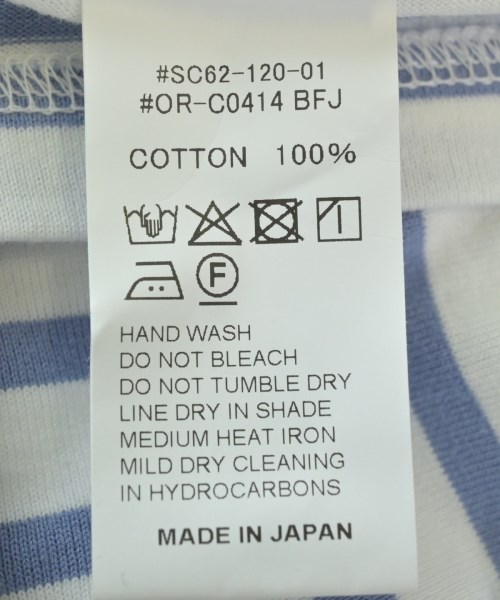 #SC62-120-01
#OR-C0414 BFJ
COTTON 100%
F
HAND WASH
DO NOT BLEACH
DO NOT TUMBLE DRY
LINE DRY IN SHADE
MEDIUM HEAT IRON
MILD DRY CLEANING
IN HYDROCARBONS
MADE IN JAPAN